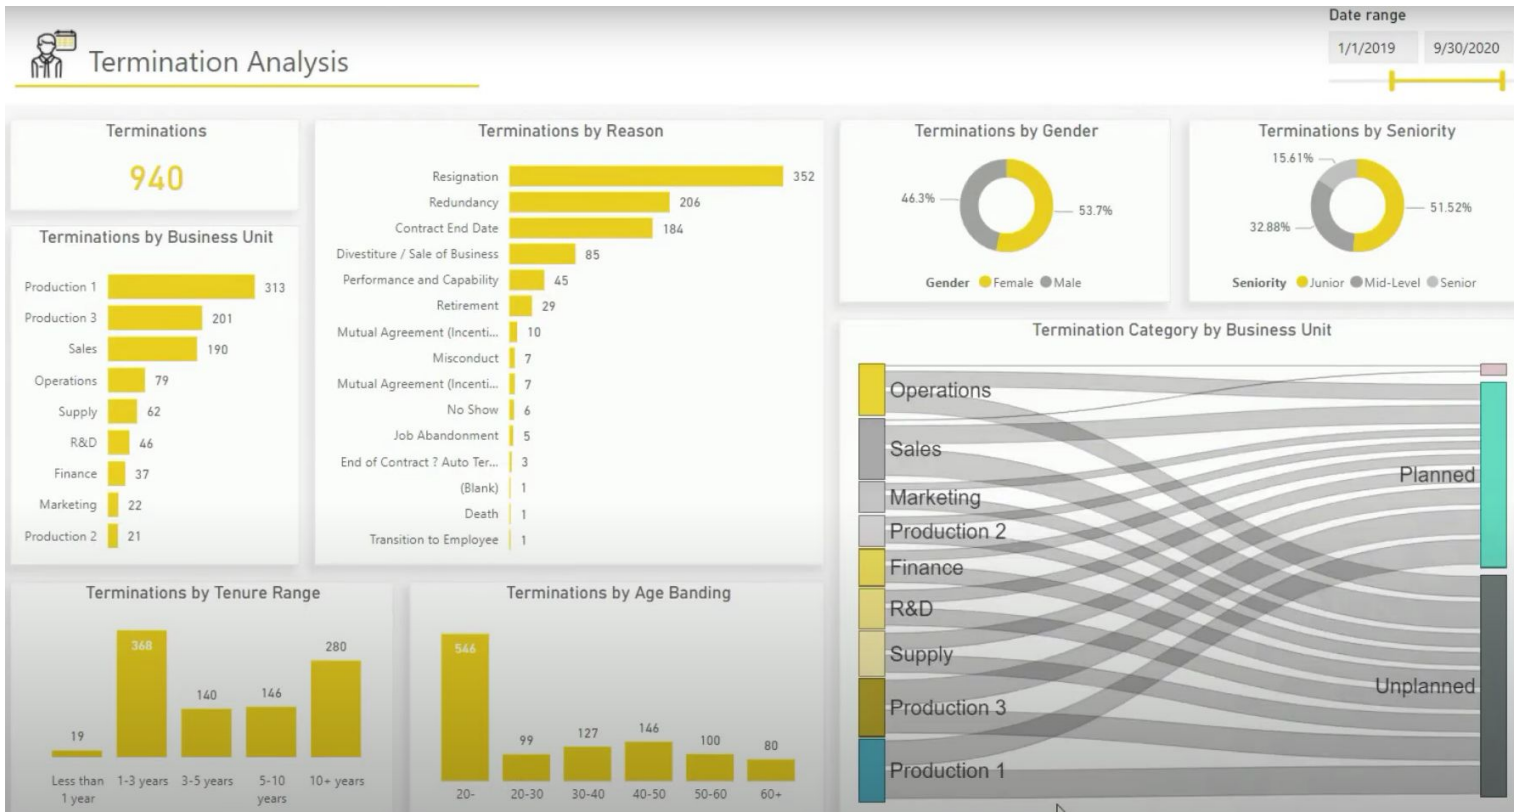 Date range
1/1/2019 9/30/2020
Termination Analysis
Terminations
940
Terminations by Business Unit
Production 1 313
Production 3 201
Sales 190
Operations 79
Supply 62
R&D 46
Finance 37
Marketing 22
Production 2 21
Terminations by Reason
Resignation 352
Redundancy 206
Contract End Date 184
Divestiture / Sale of Business 85
Performance and Capability 45
Retirement 29
Mutual Agreement (Incenti... 10
Misconduct 7
Mutual Agreement (Incenti... 7
No Show 6
Job Abandonment 5
End of Contract ? Auto Ter... 3
(Blank) 1
Death 1
Transition to Employee 1
Terminations by Gender
46.3%
53.7%
Gender Female Male
Terminations by Seniority
15.61%
51.52%
32.88%
Seniority Junior Mid-Level Senior
Termination Category by Business Unit
Operations
Sales
Marketing
Production 2
Finance
R&D
Supply
Production 3
Production 1
Planned
Unplanned
Terminations by Tenure Range
19 368 140 146 280
Less than 1-3 years 3-5 years 5-10 10+ years
1 year years
Terminations by Age Banding
546 99 127 146 100 80
20- 20-30 30-40 40-50 50-60 60+